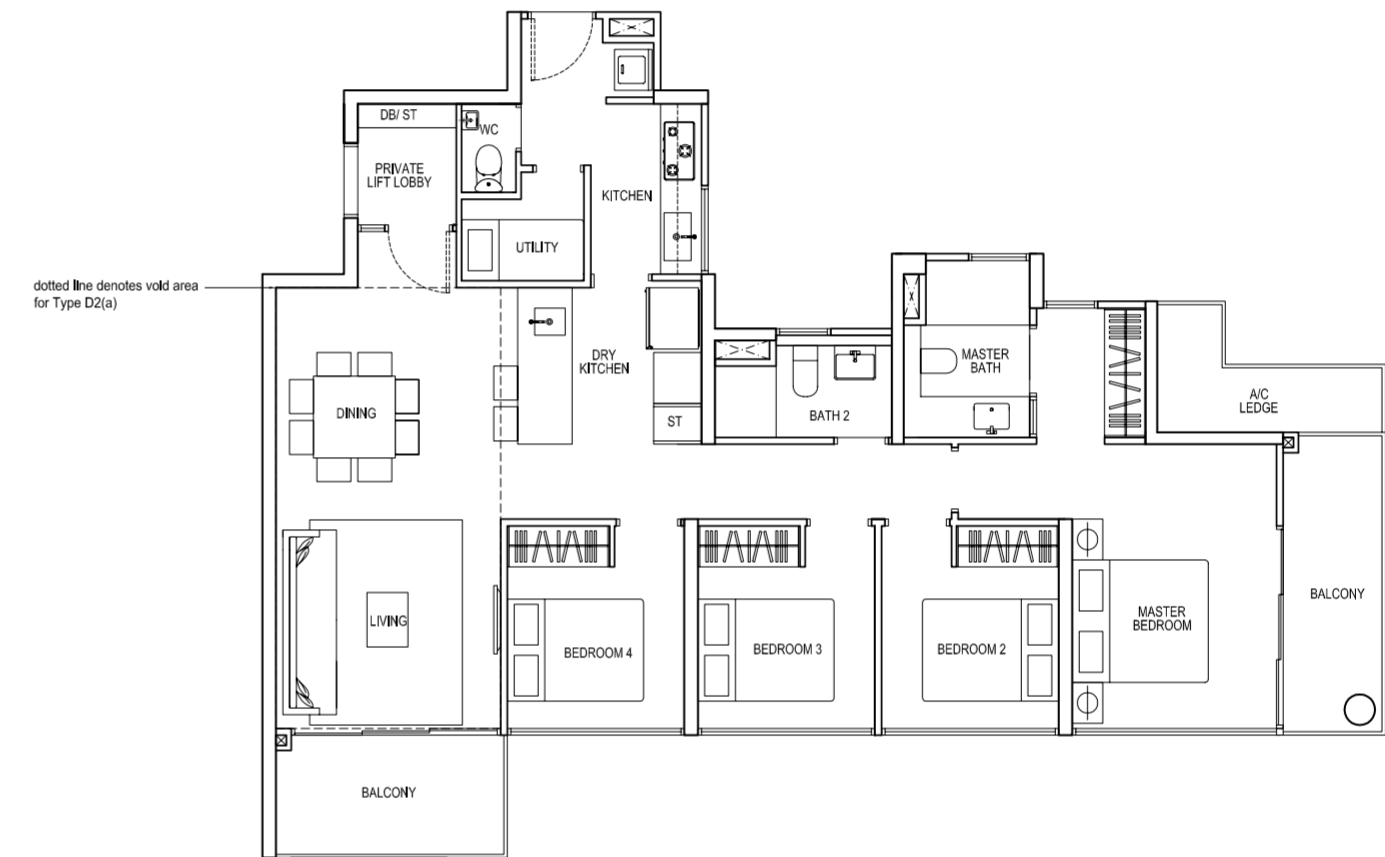 DB/ ST
WC
PRIVATE
LIFT LOBBY
KITCHEN
UTILITY
dotted line denotes void area
for Type D2(a)
DRY
KITCHEN
MASTER
BATH
A/C
LEDGE
DINING
BATH 2
ST
LIVING
BEDROOM 4
BEDROOM 3
BEDROOM 2
MASTER
BEDROOM
BALCONY
BALCONY